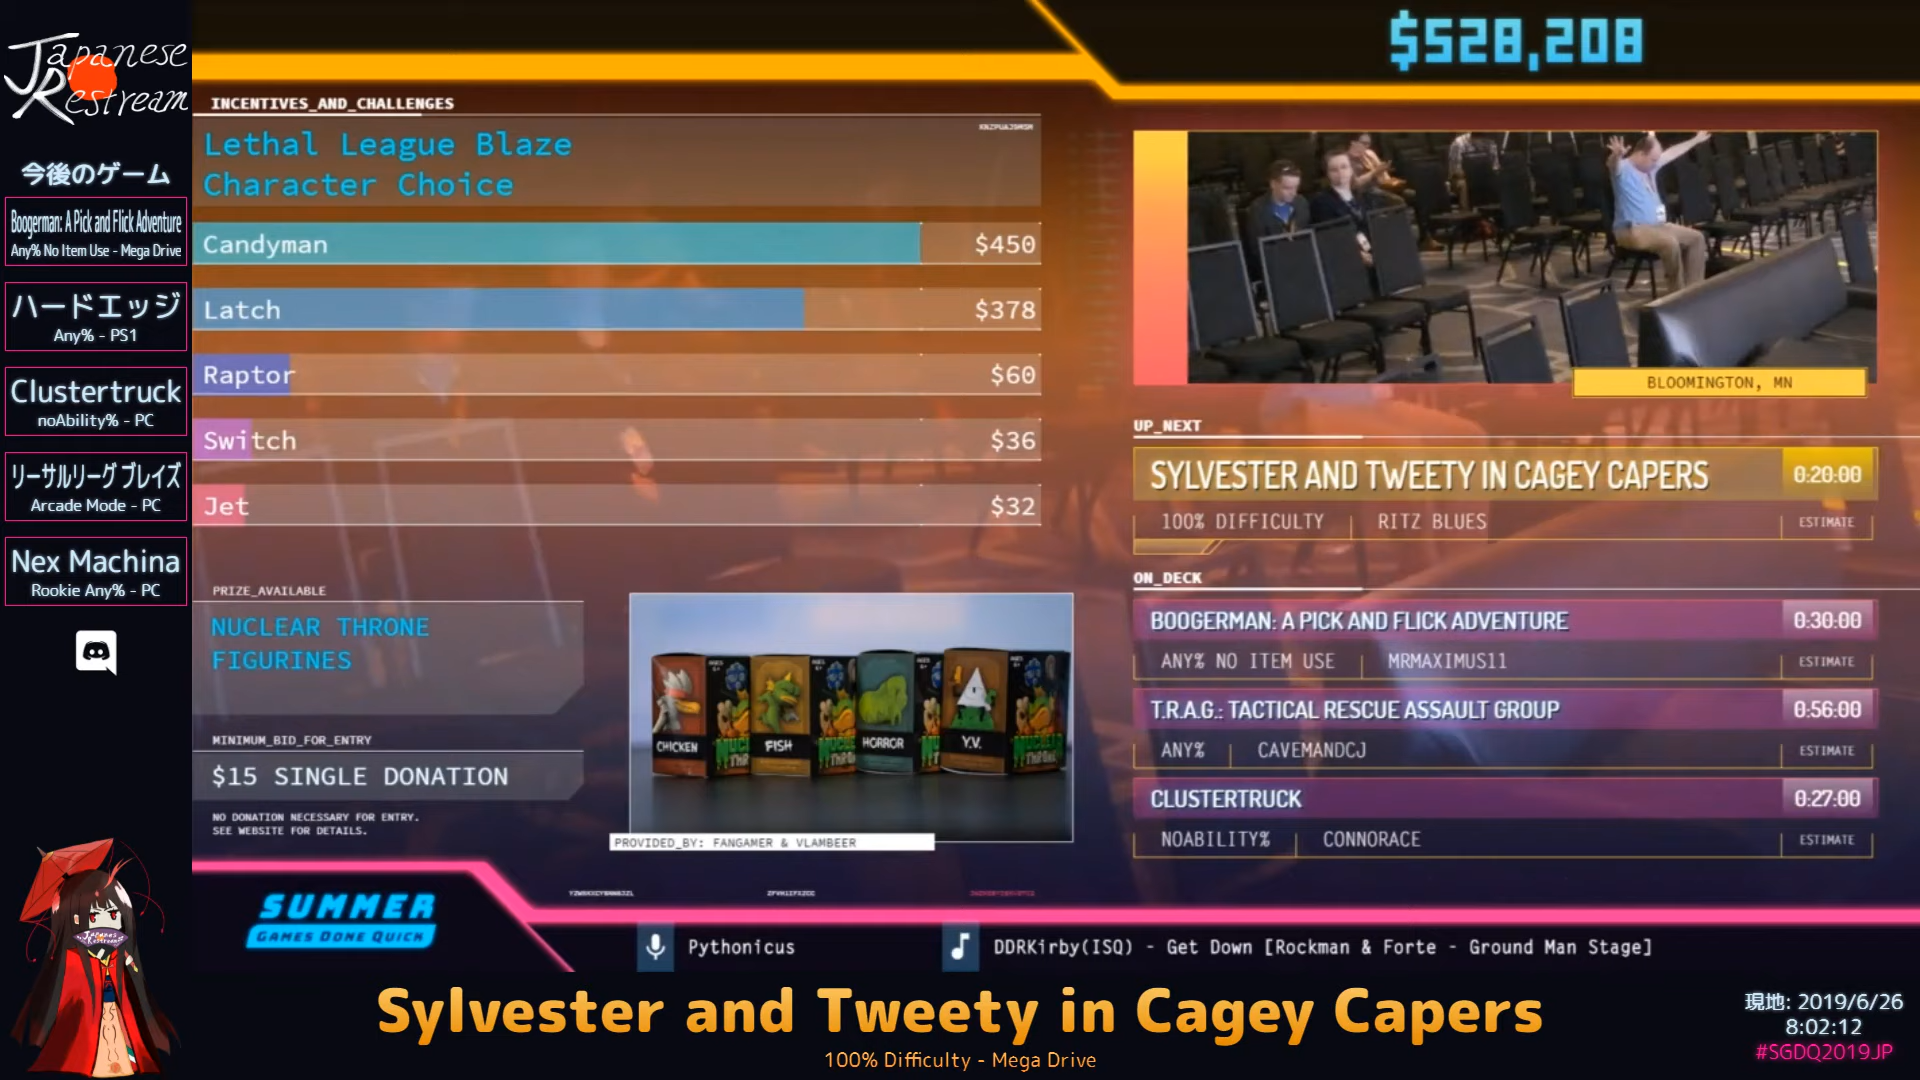 Japanese
Restream
今後のゲーム
Boogerman: A Pick and Flick Adventure
Any% No Item Use - Mega Drive
ハードエッジ
Any% - PS1
Clustertruck
noAbility% - PC
リーサルリーグ ブレイズ
Arcade Mode - PC
Nex Machina
Rookie Any% - PC
$528,208
INCENTIVES_AND_CHALLENGES
Lethal League Blaze
Character Choice
Candyman $450
Latch $378
Raptor $60
Switch $36
Jet $32
PRIZE_AVAILABLE
NUCLEAR THRONE
FIGURINES
MINIMUM_BID_FOR_ENTRY
$15 SINGLE DONATION
NO DONATION NECESSARY FOR ENTRY.
SEE WEBSITE FOR DETAILS.
CHICKEN
FISH
HORROR
Y.V.
PROVIDED_BY: FANGAMER & VLAMBEER
BLOOMINGTON, MN
UP_NEXT
SYLVESTER AND TWEETY IN CAGEY CAPERS 0:20:00
100% DIFFICULTY RITZ BLUES ESTIMATE
ON_DECK
BOOGERMAN: A PICK AND FLICK ADVENTURE 0:30:00
ANY% NO ITEM USE MRMAXIMUS11 ESTIMATE
T.R.A.G.: TACTICAL RESCUE ASSAULT GROUP 0:56:00
ANY% CAVEMANDCJ ESTIMATE
CLUSTERTRUCK 0:27:00
NOABILITY% CONNORACE ESTIMATE
SUMMER
GAMES DONE QUICK
Pythonicus
DDRKirby(ISQ) - Get Down [Rockman & Forte - Ground Man Stage]
Sylvester and Tweety in Cagey Capers
100% Difficulty - Mega Drive
現地: 2019/6/26
8:02:12
#SGDQ2019JP